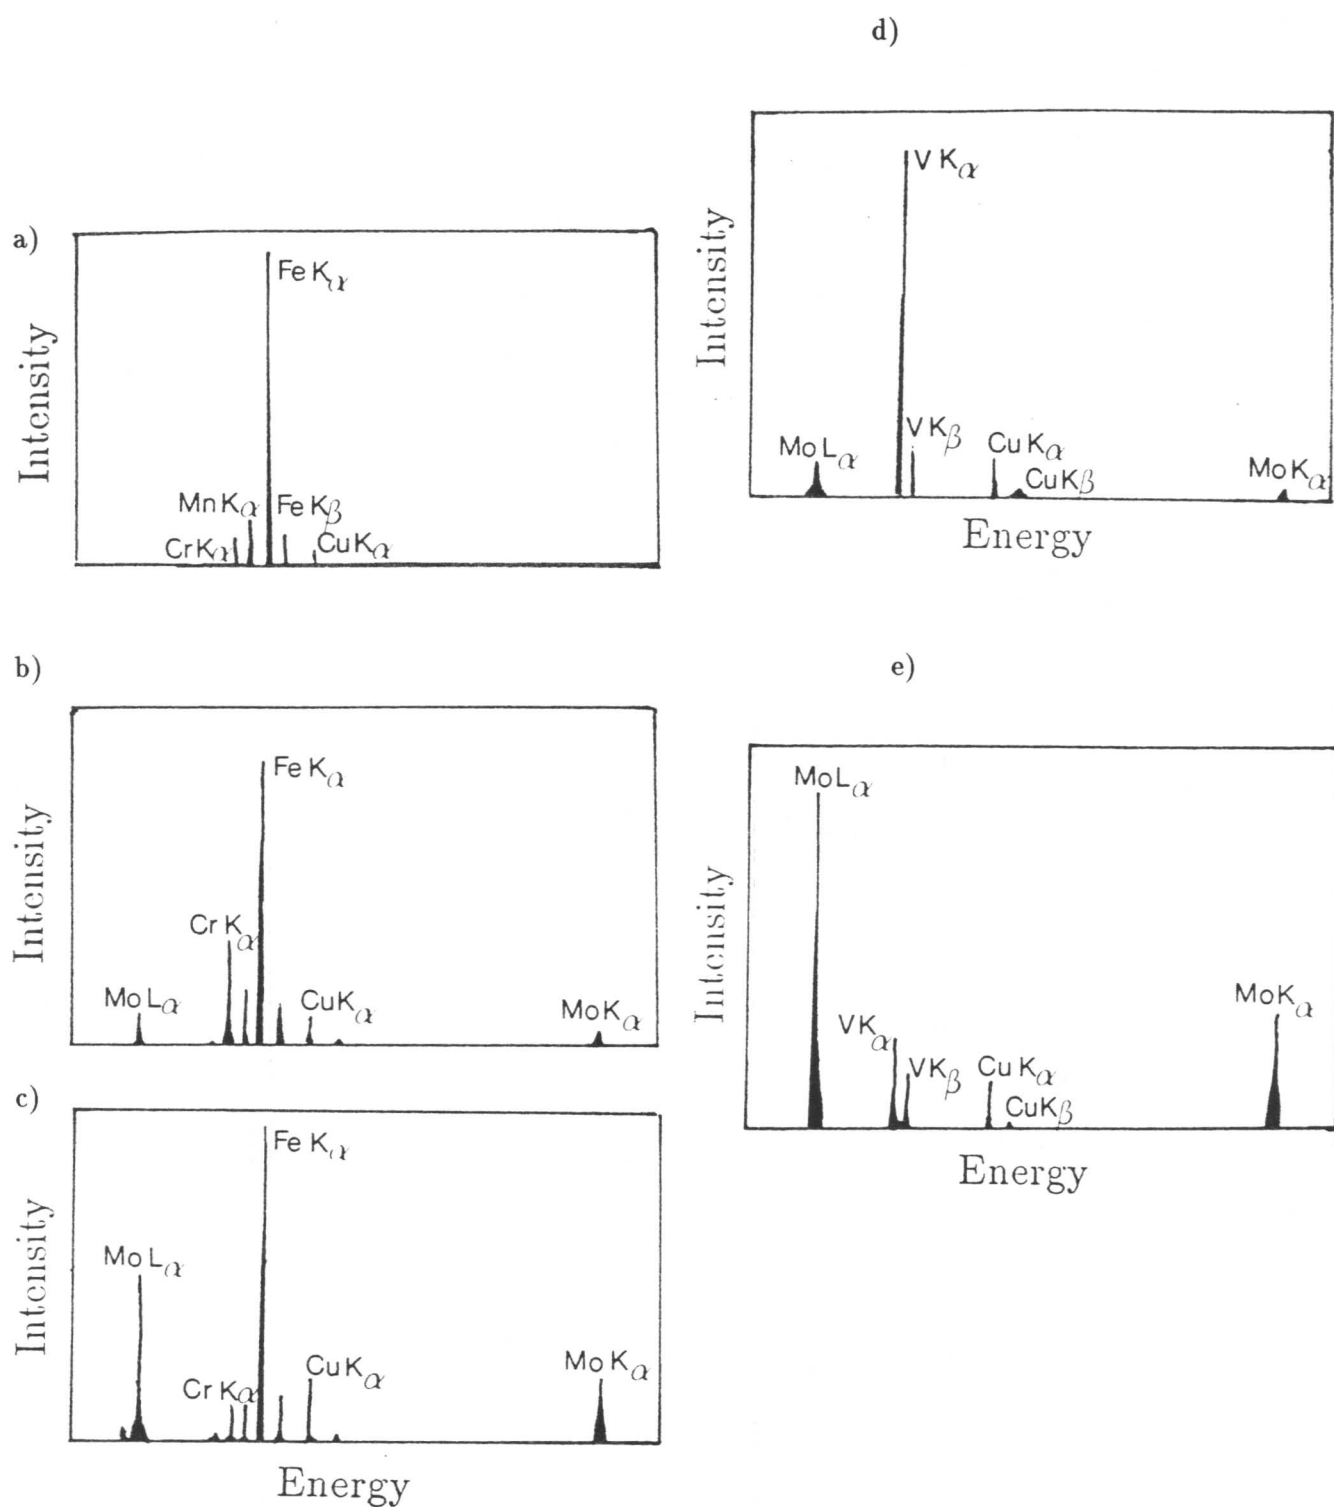 a)
Intensity
Fe Kα
Mn Kα
Fe Kβ
Cr Kα
Cu Kα
b)
Intensity
Fe Kα
Cr Kα
Mo Lα
Cu Kα
Mo Kα
c)
Intensity
Fe Kα
Mo Lα
Cr Kα
Cu Kα
Mo Kα
Energy
d)
Intensity
V Kα
V Kβ
Mo Lα
Cu Kα
Cu Kβ
Mo Kα
Energy
e)
Intensity
Mo Lα
Mo Kα
V Kα
V Kβ
Cu Kα
Cu Kβ
Energy